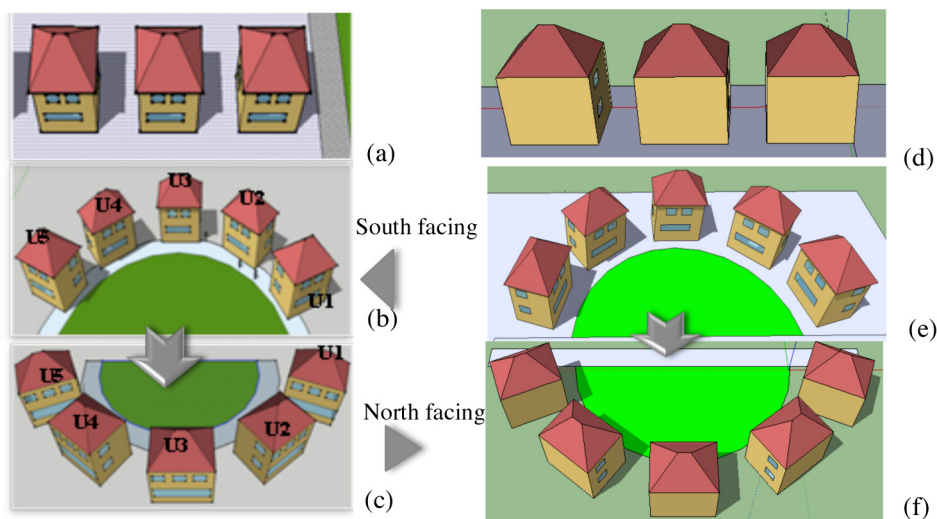 (a)
(d)
U3
U4
U2
U5
U1
(b)
South facing
(e)
U1
U5
U4
U3
U2
North facing
(c)
(f)